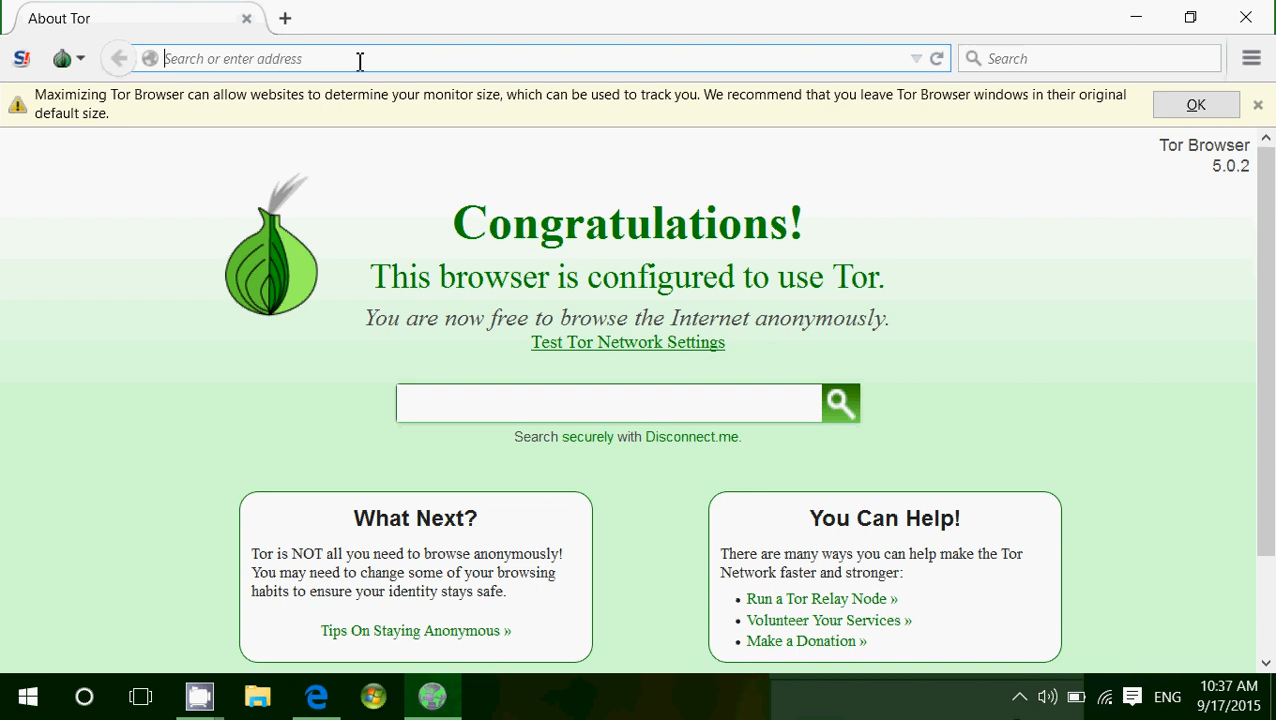 About Tor
Search or enter address
Search
Maximizing Tor Browser can allow websites to determine your monitor size, which can be used to track you. We recommend that you leave Tor Browser windows in their original
default size.
OK
Tor Browser
5.0.2
Congratulations!
This browser is configured to use Tor.
You are now free to browse the Internet anonymously.
Test Tor Network Settings
Search securely with Disconnect.me.
What Next?
Tor is NOT all you need to browse anonymously!
You may need to change some of your browsing
habits to ensure your identity stays safe.
Tips On Staying Anonymous »
You Can Help!
There are many ways you can help make the Tor
Network faster and stronger:
• Run a Tor Relay Node »
• Volunteer Your Services »
• Make a Donation »
ENG
10:37 AM
9/17/2015